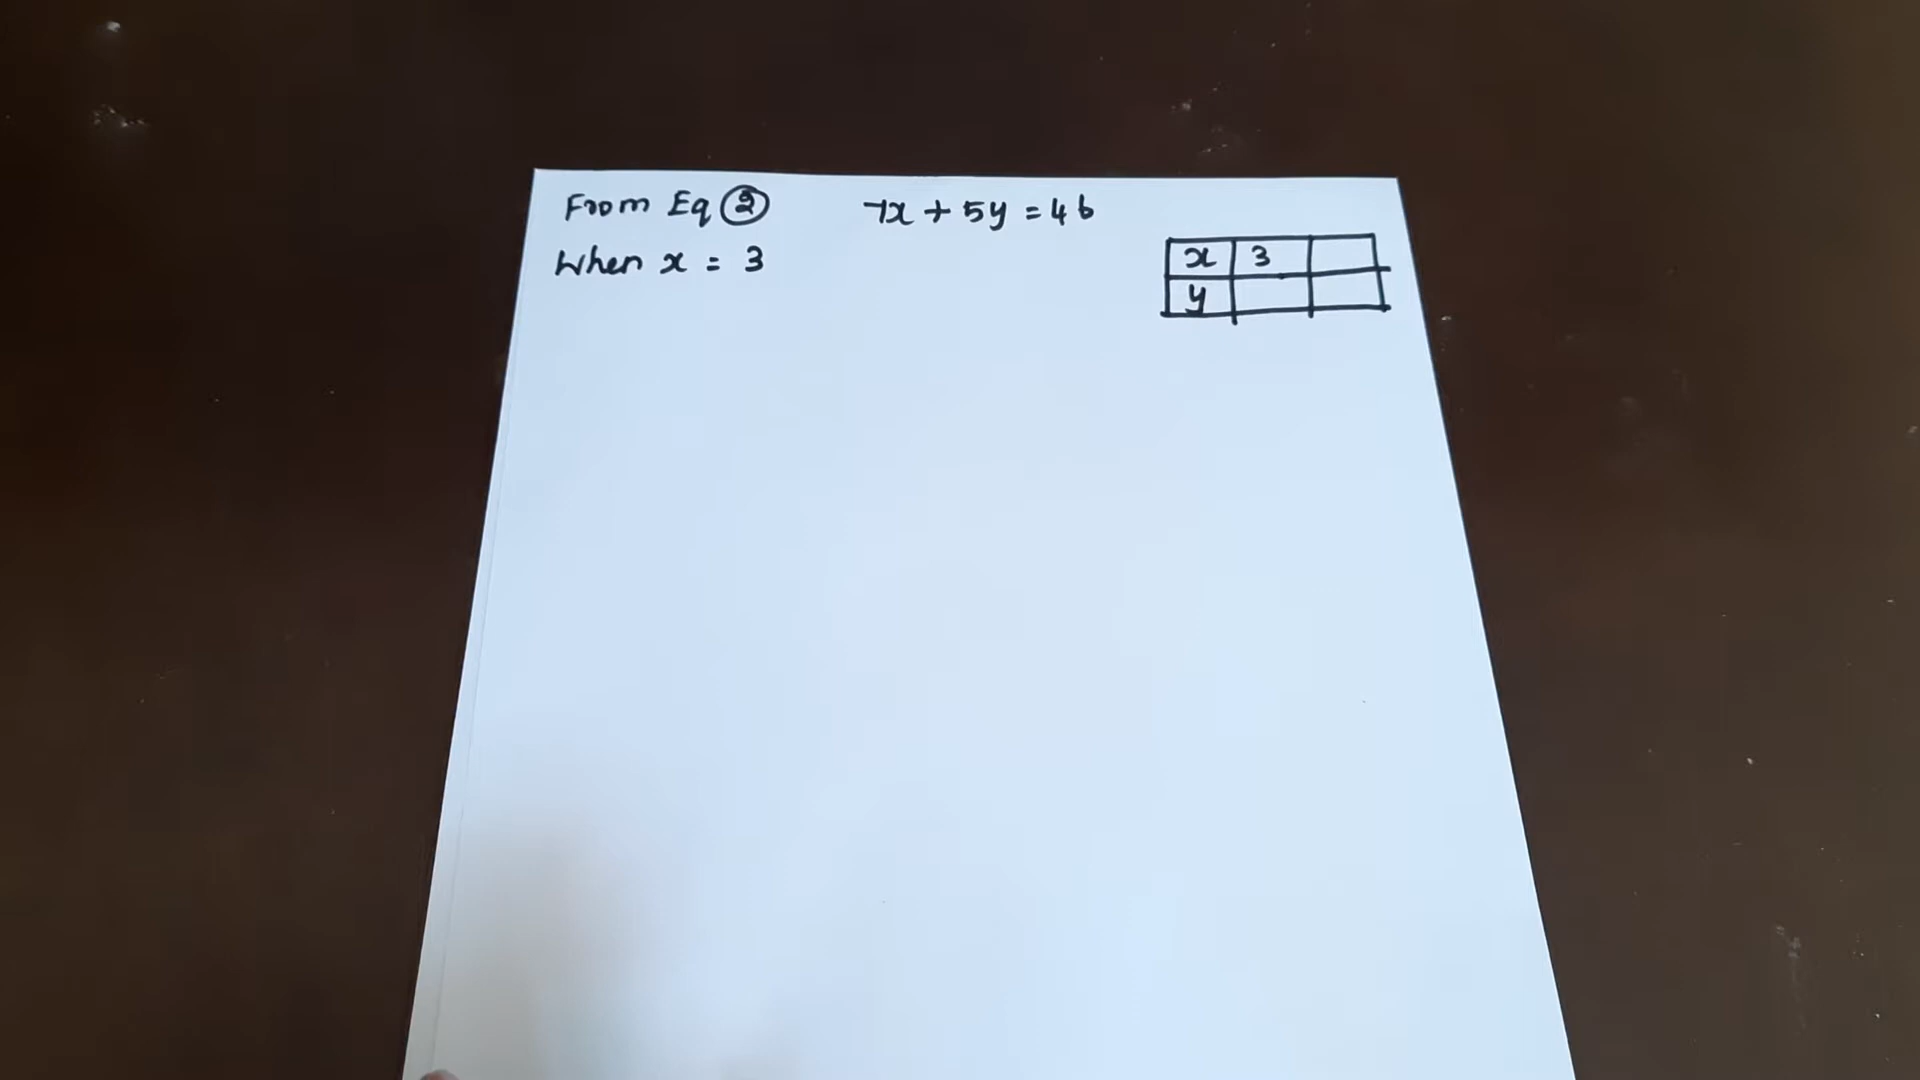 From Eq ② 7x + 5y = 46
When x = 3
x 3
y